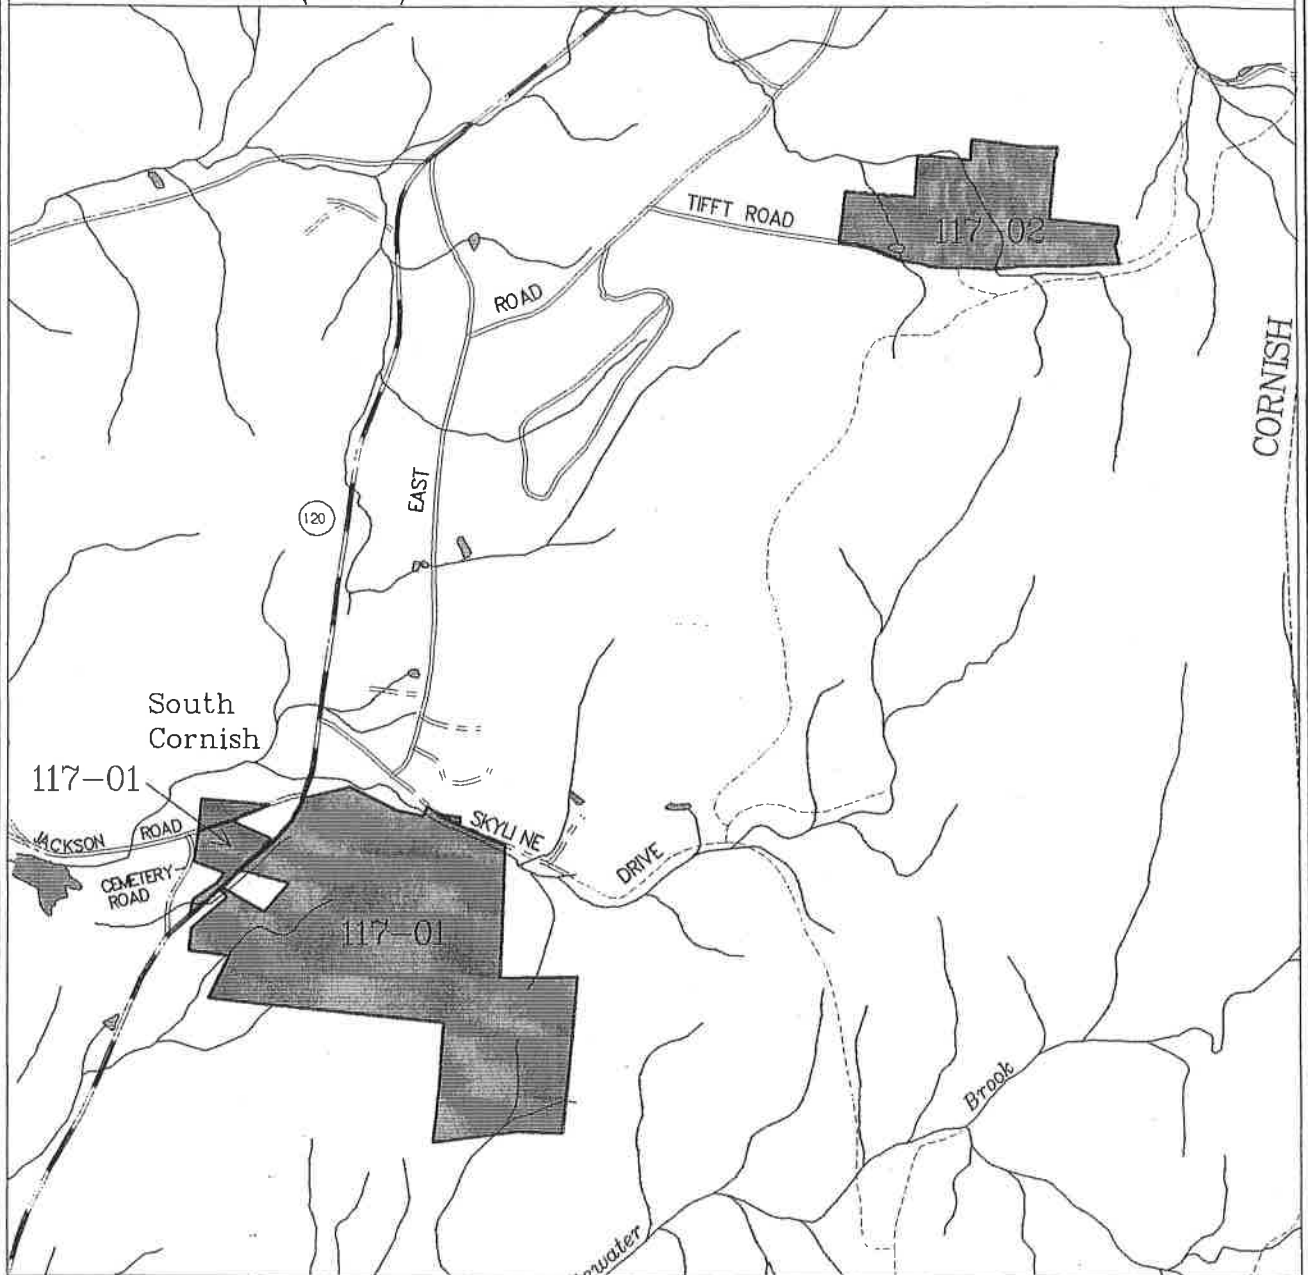 TIFFT ROAD
117-02
ROAD
CORNISH
EAST
120
South
Cornish
117-01
JACKSON ROAD
SKYLINE DRIVE
CEMETERY
ROAD
117-01
Brook